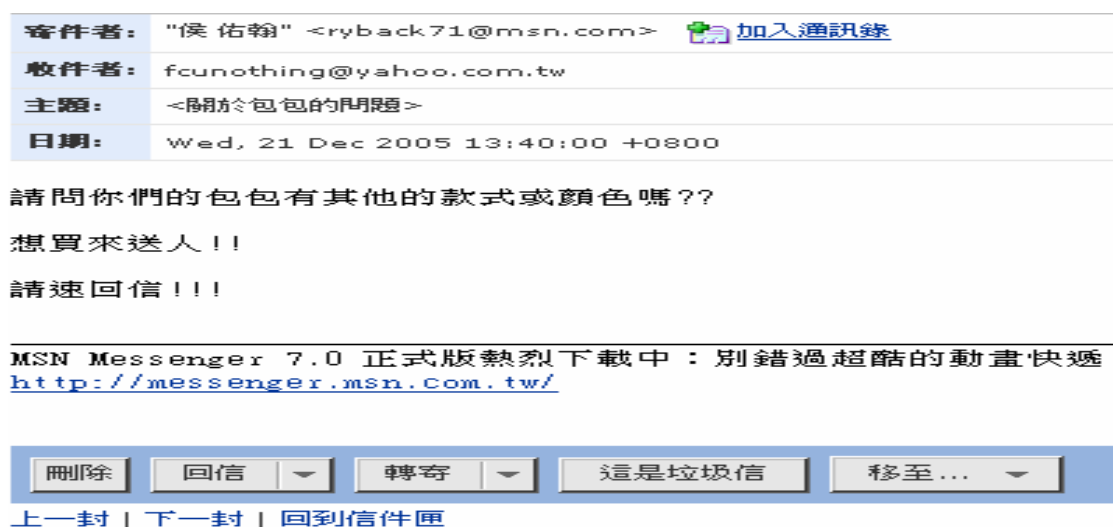 寄件者: "侯 佑翰" <ryback71@msn.com> 加入通訊錄
收件者: fcunothing@yahoo.com.tw
主題: <關於包包的問題>
日期: Wed, 21 Dec 2005 13:40:00 +0800
請問你們的包包有其他的款式或顏色嗎??
想買來送人!!
請速回信!!!
MSN Messenger 7.0 正式版熱烈下載中：別錯過超酷的動畫快遞
http://messenger.msn.com.tw/
刪除 回信 轉寄 這是垃圾信 移至...
上一封 | 下一封 | 回到信件匣